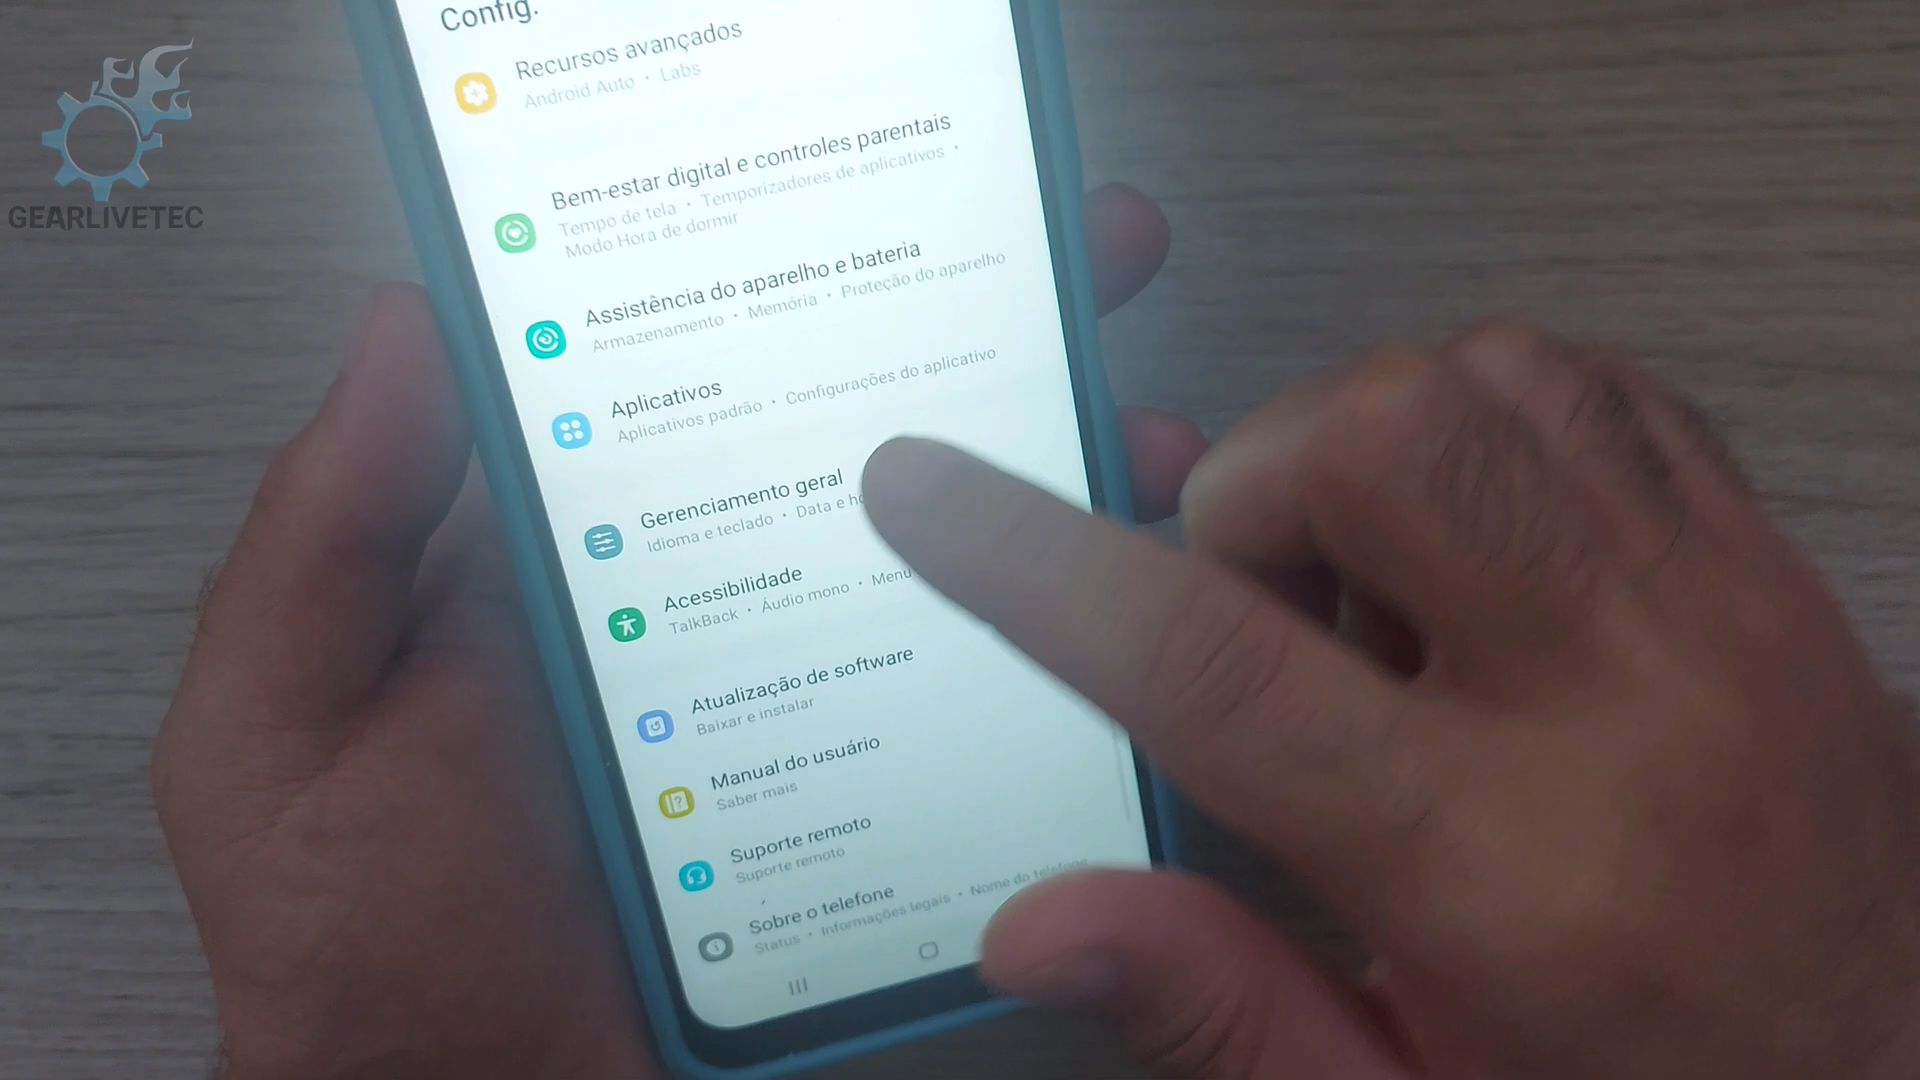 Config.
Recursos avançados
Android Auto • Labs
Bem-estar digital e controles parentais
Tempo de tela • Temporizadores de aplicativos •
Modo Hora de dormir
Assistência do aparelho e bateria
Armazenamento • Memória • Proteção do aparelho
Aplicativos
Aplicativos padrão • Configurações do aplicativo
Gerenciamento geral
Idioma e teclado • Data e
Acessibilidade
TalkBack • Áudio mono • Menu
Atualização de software
Baixar e instalar
Manual do usuário
Saber mais
Suporte remoto
Suporte remoto
Sobre o telefone
Status • Informações legais • Nome do telefone
GEARLIVETEC